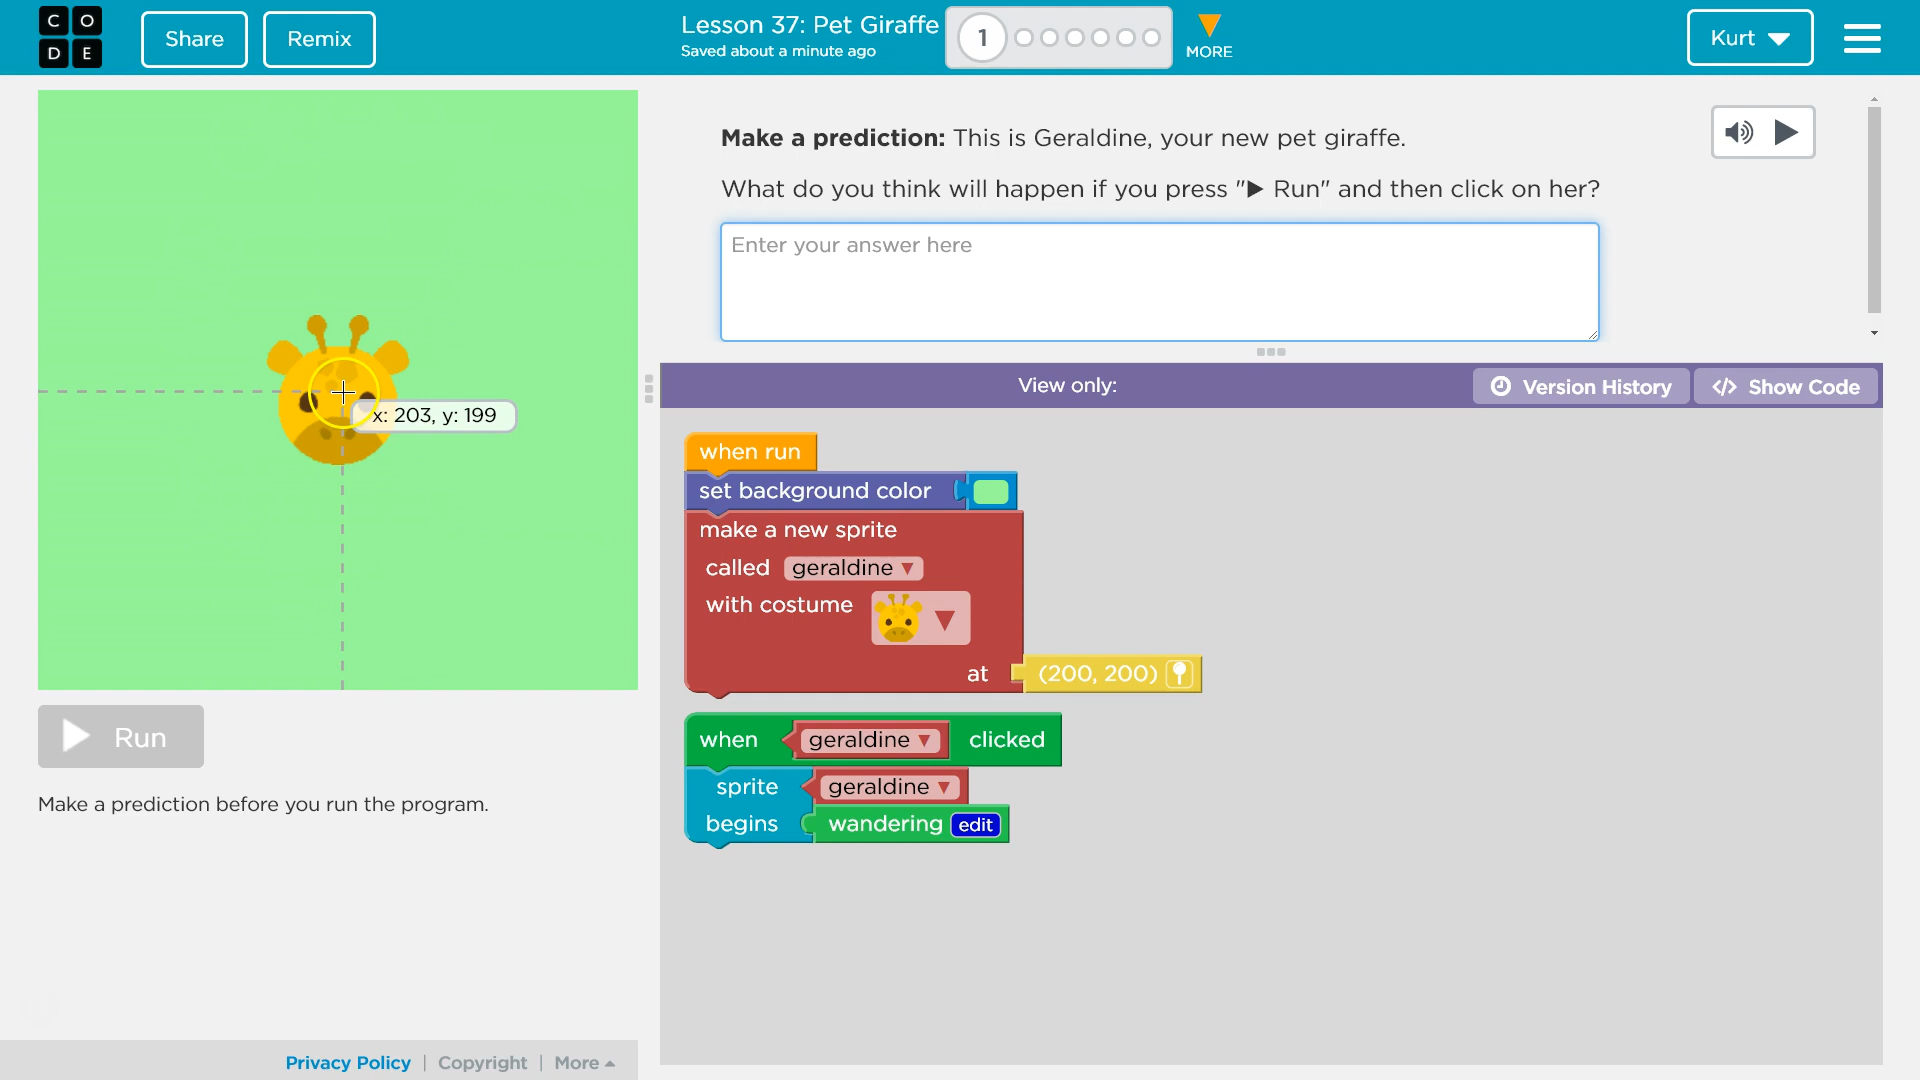 CODE
Share
Remix
Lesson 37: Pet Giraffe
Saved about a minute ago
1
MORE
Kurt
Make a prediction: This is Geraldine, your new pet giraffe.
What do you think will happen if you press "▶ Run" and then click on her?
Enter your answer here
x: 203, y: 199
View only:
Version History
</> Show Code
when run
set background color
make a new sprite
called geraldine ▼
with costume ▼
at (200, 200)
when geraldine ▼ clicked
sprite geraldine ▼
begins wandering edit
Run
Make a prediction before you run the program.
Privacy Policy | Copyright | More